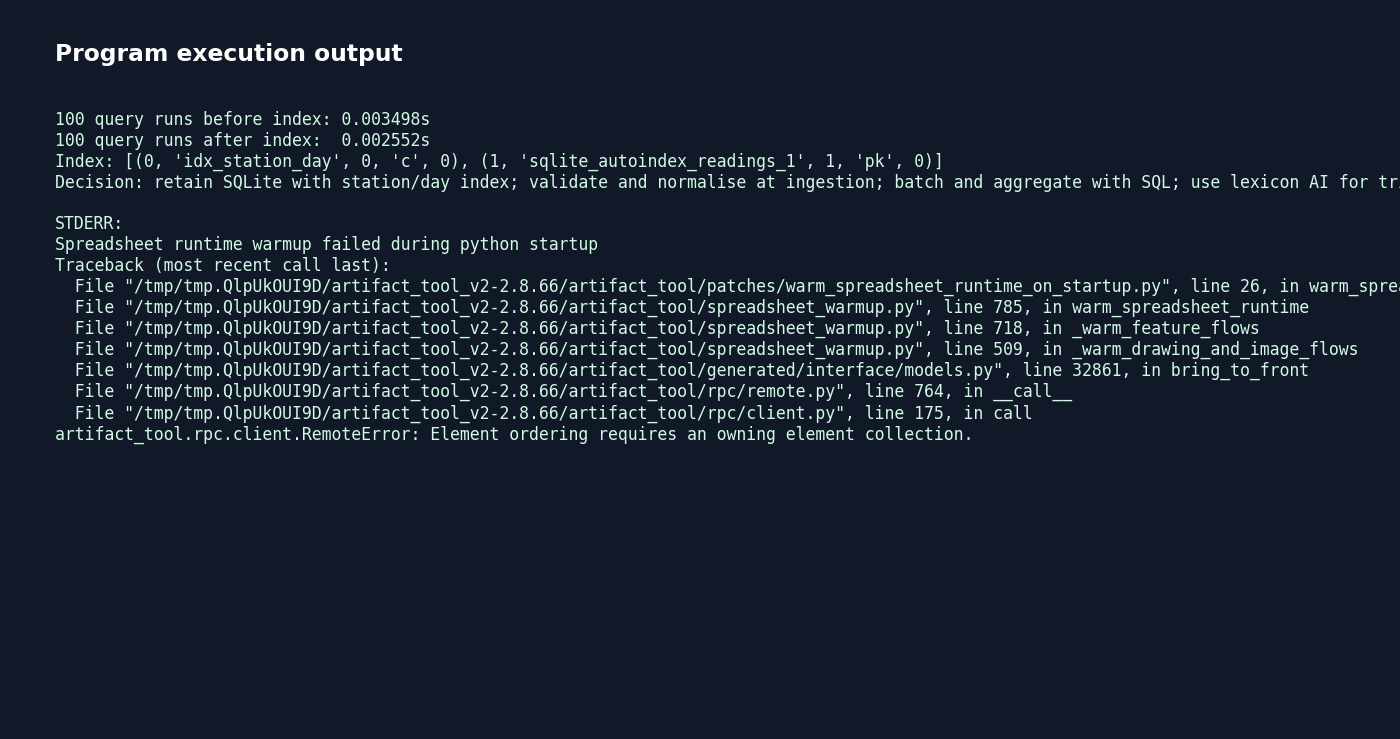 Program execution output
100 query runs before index: 0.003498s
100 query runs after index:  0.002552s
Index: [(0, 'idx_station_day', 0, 'c', 0), (1, 'sqlite_autoindex_readings_1', 1, 'pk', 0)]
Decision: retain SQLite with station/day index; validate and normalise at ingestion; batch and aggregate with SQL; use lexicon AI for
STDERR:
Spreadsheet runtime warmup failed during python startup
Traceback (most recent call last):
  File "/tmp/tmp.QlpUkOUI9D/artifact_tool_v2-2.8.66/artifact_tool/patches/warm_spreadsheet_runtime_on_startup.py", line 26, in
  File "/tmp/tmp.QlpUkOUI9D/artifact_tool_v2-2.8.66/artifact_tool/spreadsheet_warmup.py", line 785, in warm_spreadsheet_runtime
  File "/tmp/tmp.QlpUkOUI9D/artifact_tool_v2-2.8.66/artifact_tool/spreadsheet_warmup.py", line 718, in _warm_feature_flows
  File "/tmp/tmp.QlpUkOUI9D/artifact_tool_v2-2.8.66/artifact_tool/spreadsheet_warmup.py", line 509, in _warm_drawing_and_image_flows
  File "/tmp/tmp.QlpUkOUI9D/artifact_tool_v2-2.8.66/artifact_tool/generated/interface/models.py", line 32861, in bring_to_front
  File "/tmp/tmp.QlpUkOUI9D/artifact_tool_v2-2.8.66/artifact_tool/rpc/remote.py", line 764, in __call__
  File "/tmp/tmp.QlpUkOUI9D/artifact_tool_v2-2.8.66/artifact_tool/rpc/client.py", line 175, in call
artifact_tool.rpc.client.RemoteError: Element ordering requires an owning element collection.